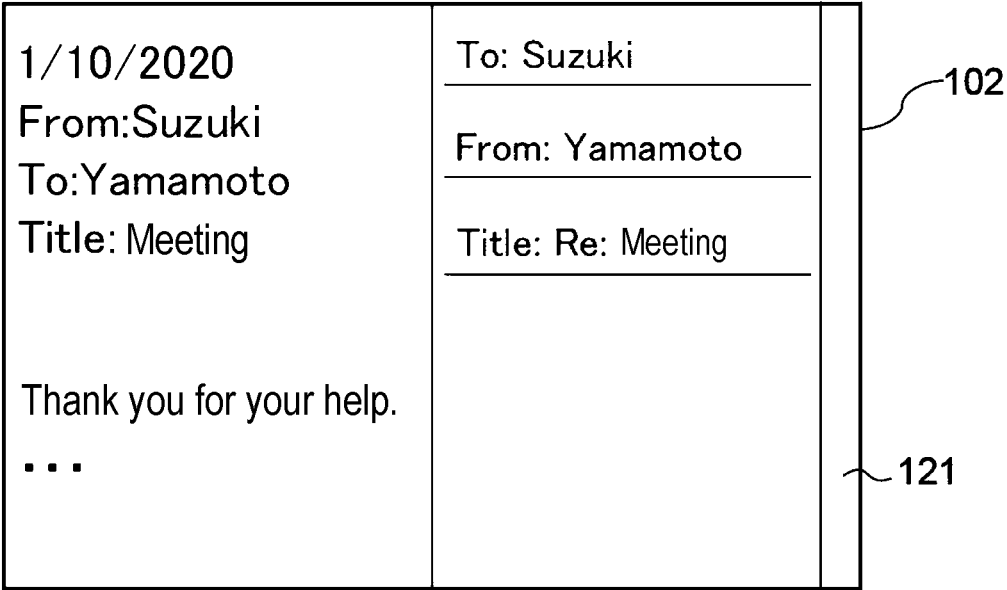 1/10/2020
From:Suzuki
To:Yamamoto
Title: Meeting
Thank you for your help.
...
To: Suzuki
From: Yamamoto
Title: Re: Meeting
102
121